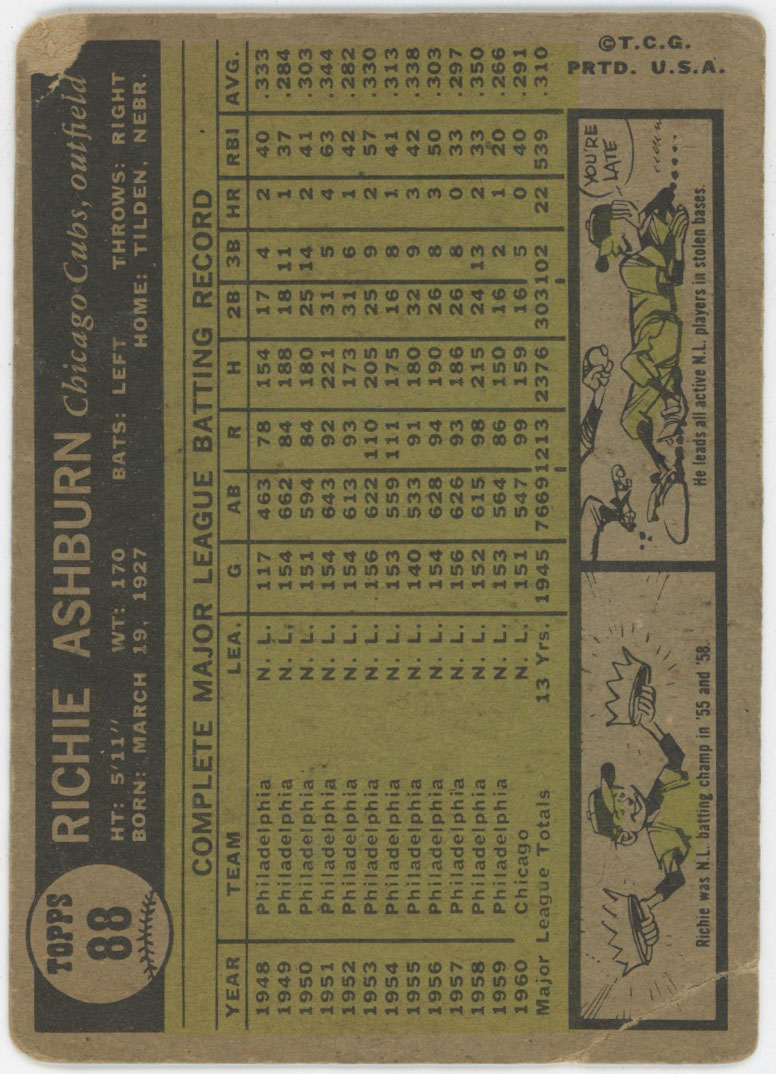 TOPPS
88
RICHIE ASHBURN Chicago Cubs, outfield
HT: 5'11" WT: 170 BATS: LEFT THROWS: RIGHT
BORN: MARCH 19, 1927 HOME: TILDEN, NEBR.
COMPLETE MAJOR LEAGUE BATTING RECORD
YEAR TEAM LEA. G AB R H 2B 3B HR RBI AVG.
1948 Philadelphia N. L. 117 463 78 154 17 4 2 40 .333
1949 Philadelphia N. L. 154 662 84 188 18 11 1 37 .284
1950 Philadelphia N. L. 151 594 84 180 25 14 2 41 .303
1951 Philadelphia N. L. 154 643 92 221 31 5 4 63 .344
1952 Philadelphia N. L. 154 613 93 173 31 6 1 42 .282
1953 Philadelphia N. L. 156 622 110 205 25 9 2 57 .330
1954 Philadelphia N. L. 153 559 111 175 16 8 1 41 .313
1955 Philadelphia N. L. 140 533 91 180 32 9 3 42 .338
1956 Philadelphia N. L. 154 628 94 190 26 8 3 50 .303
1957 Philadelphia N. L. 156 626 93 186 26 8 0 33 .297
1958 Philadelphia N. L. 152 615 98 215 24 13 2 33 .350
1959 Philadelphia N. L. 153 564 86 150 16 2 1 20 .266
1960 Chicago N. L. 151 547 99 159 16 5 0 40 .291
Major League Totals 13 Yrs. 1945 7669 1213 2376 303 102 22 539 .310
Richie was N.L. batting champ in '55 and '58.
YOU'RE
LATE
He leads all active N.L. players in stolen bases.
©T.C.G.
PRTD. U.S.A.